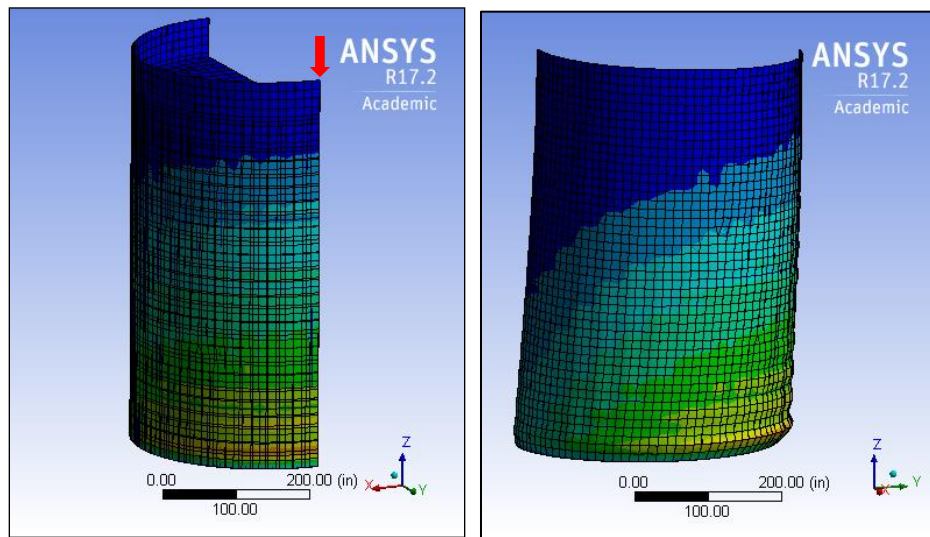 ANSYS
R17.2
Academic
Z
X
Y
0.00
200.00 (in)
100.00
ANSYS
R17.2
Academic
Z
X
Y
0.00
200.00 (in)
100.00